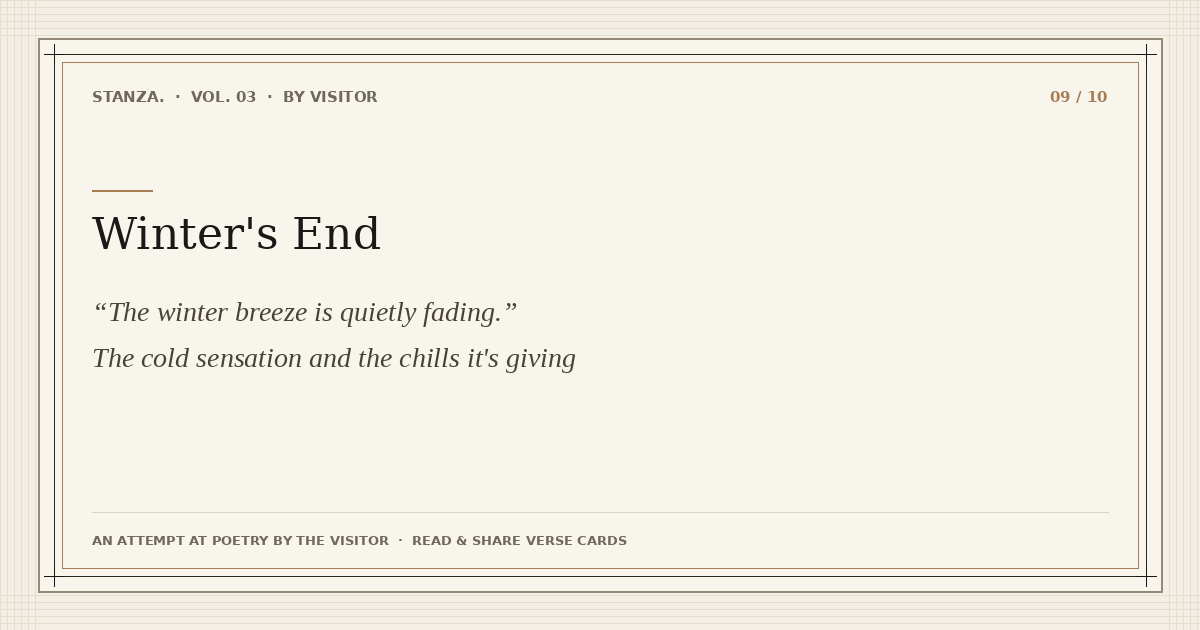 STANZA. · VOL. 03 · BY VISITOR
09 / 10
Winter's End
“The winter breeze is quietly fading.”
The cold sensation and the chills it's giving
AN ATTEMPT AT POETRY BY THE VISITOR · READ & SHARE VERSE CARDS